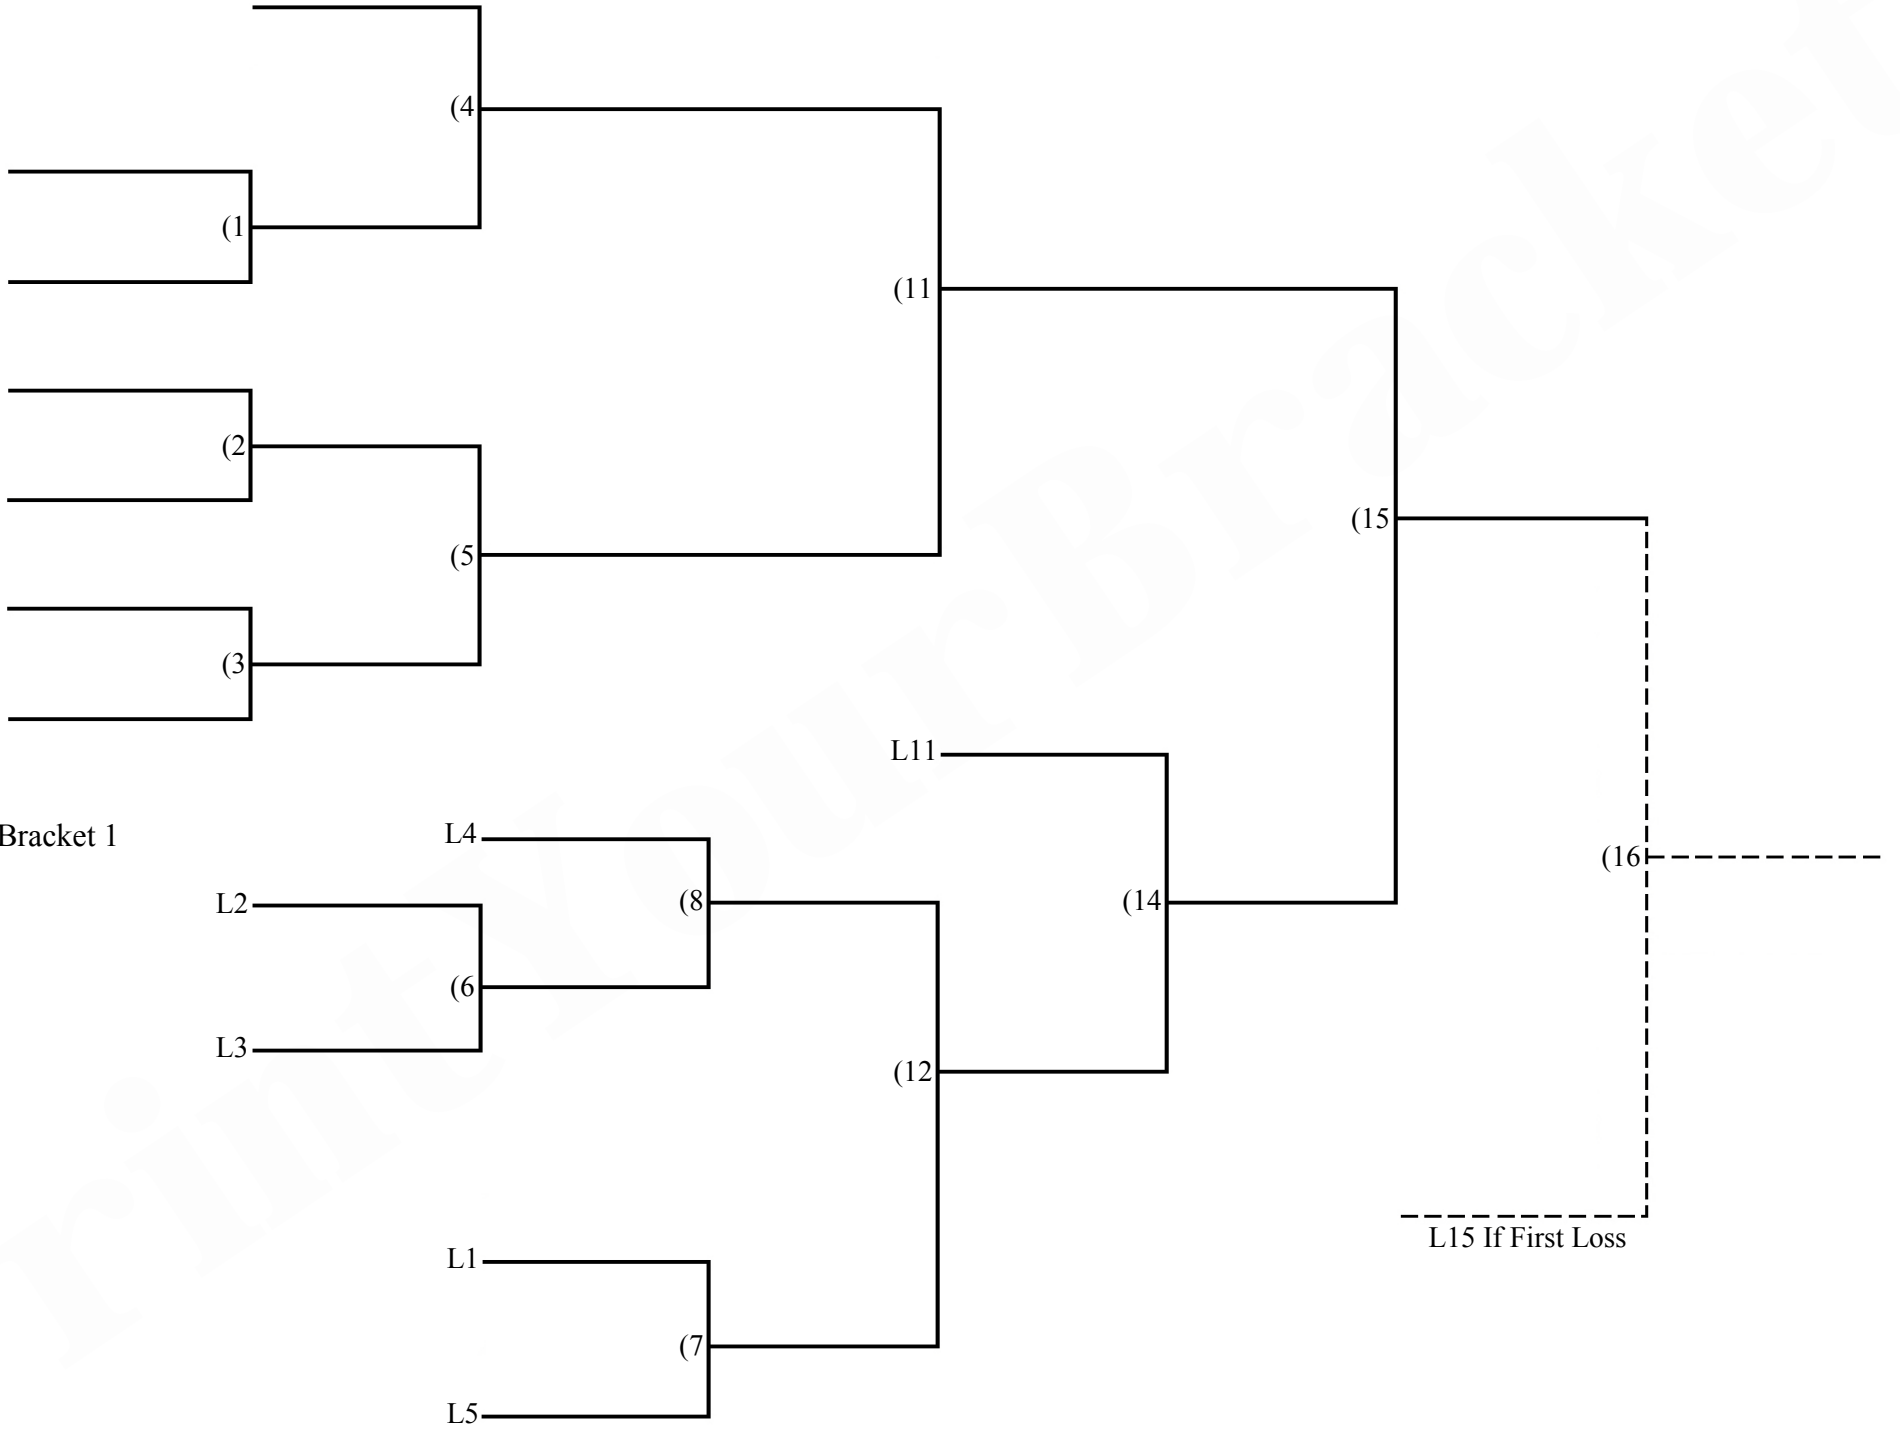 (4
(1
(11
(2
(15
(5
(3
L11
Bracket 1
L4
(16
L2
(8
(14
(6
L3
(12
L15 If First Loss
L1
(7
L5
rintYourBracket